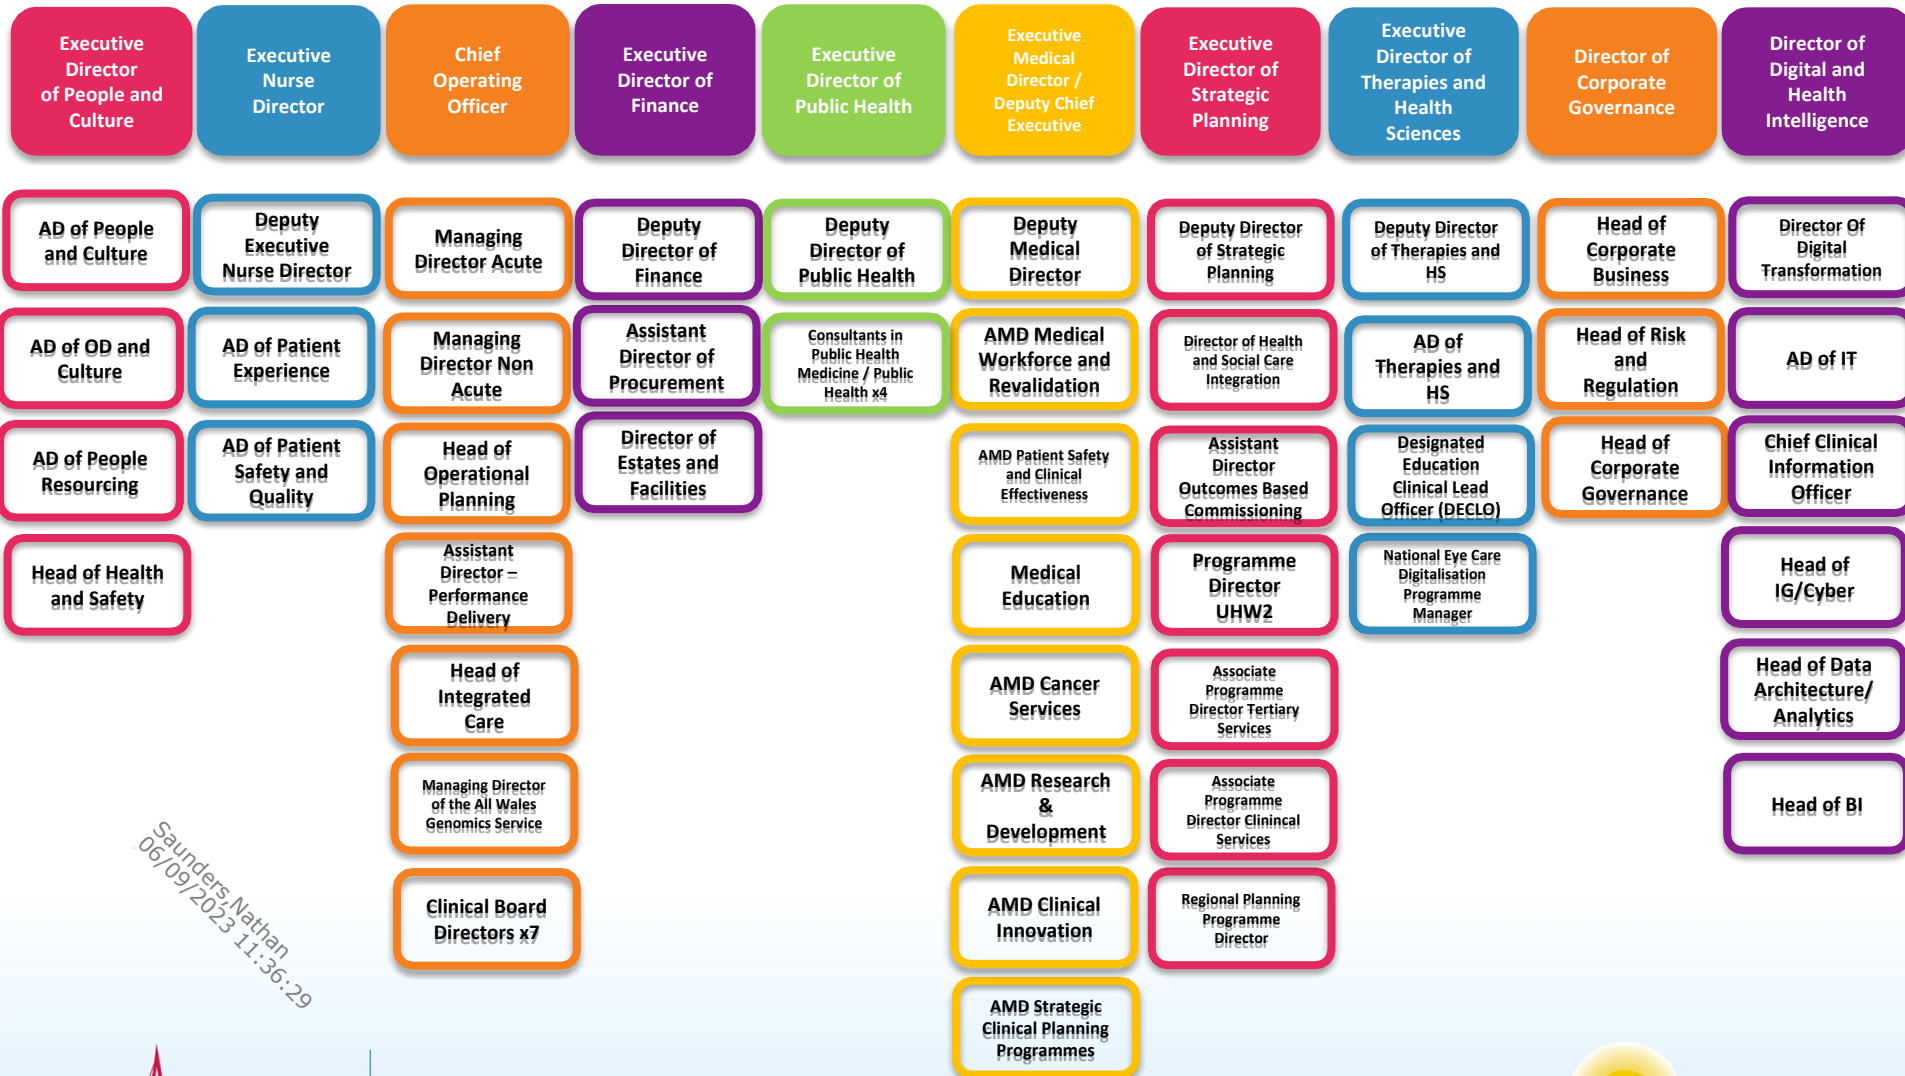 Executive
Director
of People and
Culture
Executive
Nurse
Director
Chief
Operating
Officer
Executive
Director of
Finance
Executive
Director of
Public Health
Executive
Medical
Director /
Deputy Chief
Executive
Executive
Director of
Strategic
Planning
Executive
Director of
Therapies and
Health
Sciences
Director of
Corporate
Governance
Director of
Digital and
Health
Intelligence
AD of People
and Culture
AD of OD and
Culture
AD of People
Resourcing
Head of Health
and Safety
Deputy
Executive
Nurse Director
AD of Patient
Experience
AD of Patient
Safety and
Quality
Managing
Director Acute
Managing
Director Non
Acute
Head of
Operational
Planning
Assistant
Director –
Performance
Delivery
Head of
Integrated
Care
Managing Director
of the All Wales
Genomics Service
Clinical Board
Directors x7
Deputy
Director of
Finance
Assistant
Director of
Procurement
Director of
Estates and
Facilities
Deputy
Director of
Public Health
Consultants in
Public Health
Medicine / Public
Health x4
Deputy
Medical
Director
AMD Medical
Workforce and
Revalidation
AMD Patient Safety
and Clinical
Effectiveness
Medical
Education
AMD Cancer
Services
AMD Research
&
Development
AMD Clinical
Innovation
AMD Strategic
Clinical Planning
Programmes
Deputy Director
of Strategic
Planning
Director of Health
and Social Care
Integration
Assistant
Director
Outcomes Based
Commissioning
Programme
Director
UHW2
Associate
Programme
Director Tertiary
Services
Associate
Programme
Director Clinincal
Services
Regional Planning
Programme
Director
Deputy Director
of Therapies and
HS
AD of
Therapies and
HS
Designated
Education
Clinical Lead
Officer (DECLO)
National Eye Care
Digitalisation
Programme
Manager
Head of
Corporate
Business
Head of Risk
and
Regulation
Head of
Corporate
Governance
Director Of
Digital
Transformation
AD of IT
Chief Clinical
Information
Officer
Head of
IG/Cyber
Head of Data
Architecture/
Analytics
Head of BI
Saunders,Nathan
06/09/2023 11:36:29